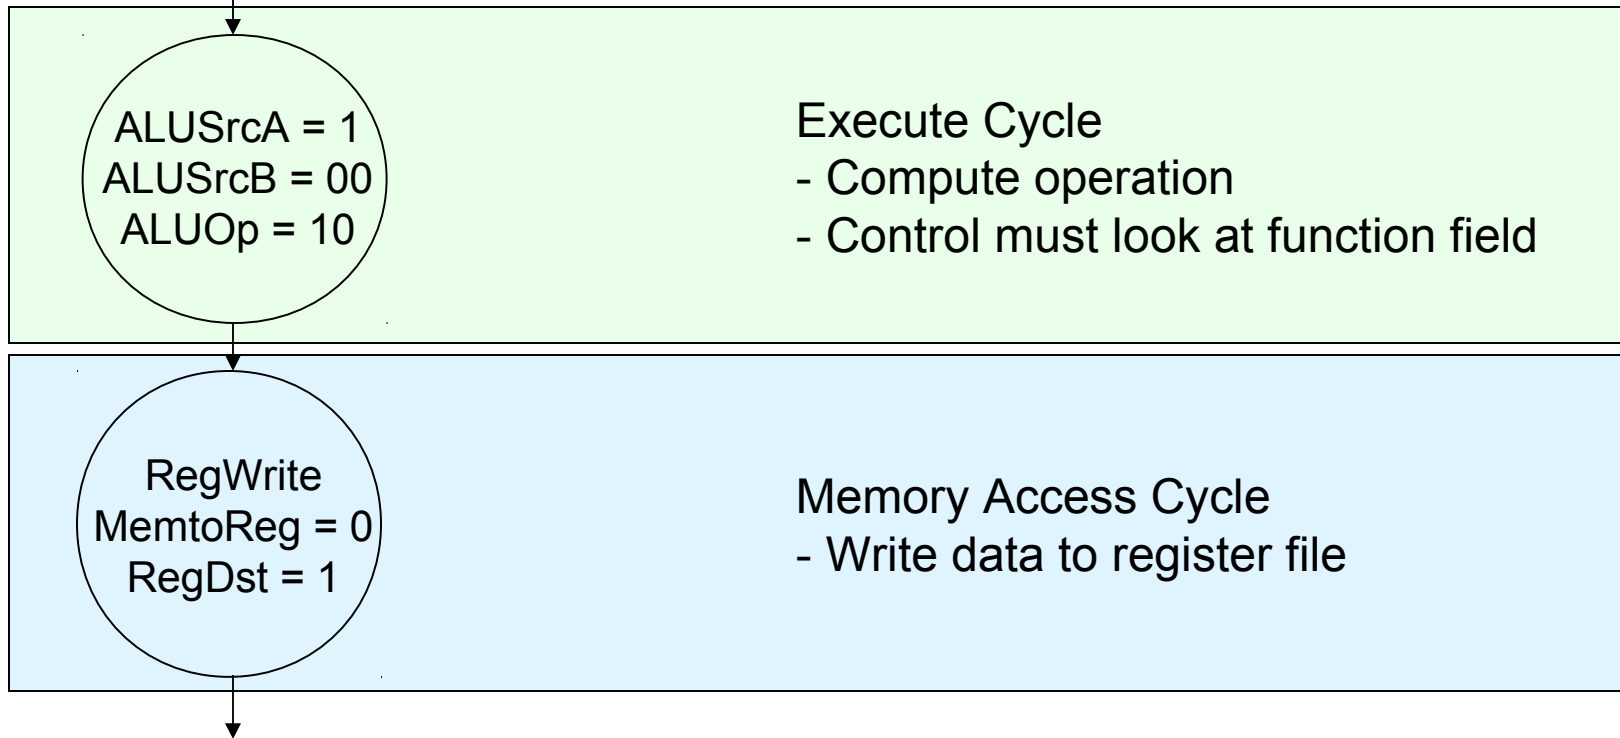 ALUSrcA = 1
ALUSrcB = 00
ALUOp = 10
Execute Cycle
- Compute operation
- Control must look at function field
RegWrite
MemtoReg = 0
RegDst = 1
Memory Access Cycle
- Write data to register file